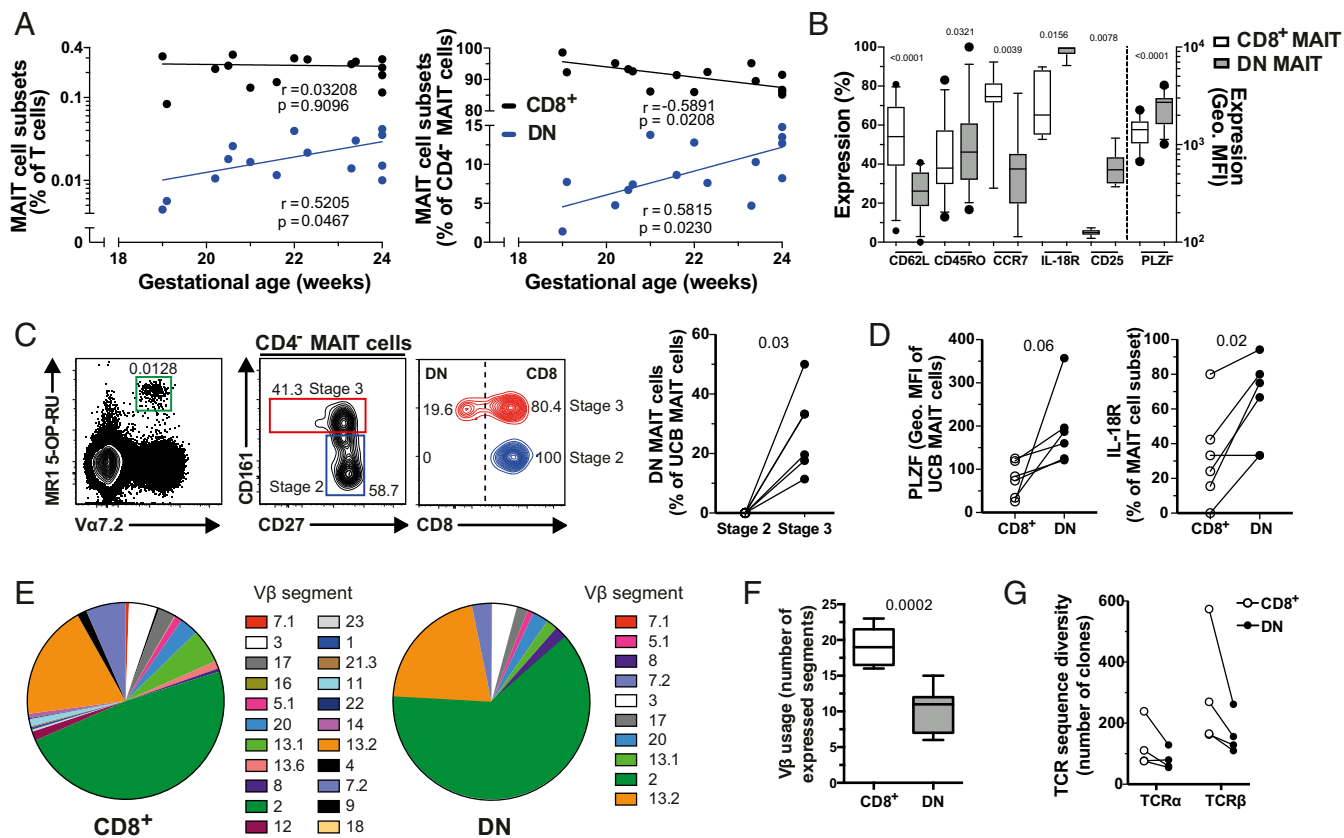 A
MAIT cell subsets
(% of T cells)
0.4
0.1
0.01
0
r = 0.03208
p = 0.9096
r = 0.5205
p = 0.0467
18 20 22 24
Gestational age (weeks)
MAIT cell subsets
(% of CD4- MAIT cells)
100
90
80
15
10
5
0
CD8+
DN
r = -0.5891
p = 0.0208
r = 0.5815
p = 0.0230
18 20 22 24
Gestational age (weeks)
B
Expression (%)
100
80
60
40
20
0
<0.0001
0.0321
0.0039
0.0156
0.0078
<0.0001
10⁴
10³
10²
Expression
(Geo. MFI)
CD8+ MAIT
DN MAIT
CD62L CD45RO CCR7 IL-18R CD25 PLZF
C
MR1 5-OP-RU
0.0128
Vα7.2
CD4- MAIT cells
CD161
41.3 Stage 3
Stage 2
58.7
CD27
DN CD8
19.6 80.4 Stage 3
0 100 Stage 2
CD8
DN MAIT cells
(% of UCB MAIT cells)
60
40
20
0
0.03
Stage 2 Stage 3
D
PLZF (Geo. MFI of
UCB MAIT cells)
400
300
200
100
0
0.06
CD8+ DN
IL-18R
(% of MAIT cell subset)
100
80
60
40
20
0
0.02
CD8+ DN
E
CD8+
Vβ segment
7.1 23
3 1
17 21.3
16 11
5.1 22
20 14
13.1 13.2
13.6 4
8 7.2
2 9
12 18
DN
Vβ segment
7.1
5.1
8
7.2
3
17
20
13.1
2
13.2
F
Vβ usage (number of
expressed segments)
25
20
15
10
5
0
0.0002
CD8+ DN
G
TCR sequence diversity
(number of clones)
600
400
200
0
CD8+
DN
TCRα TCRβ